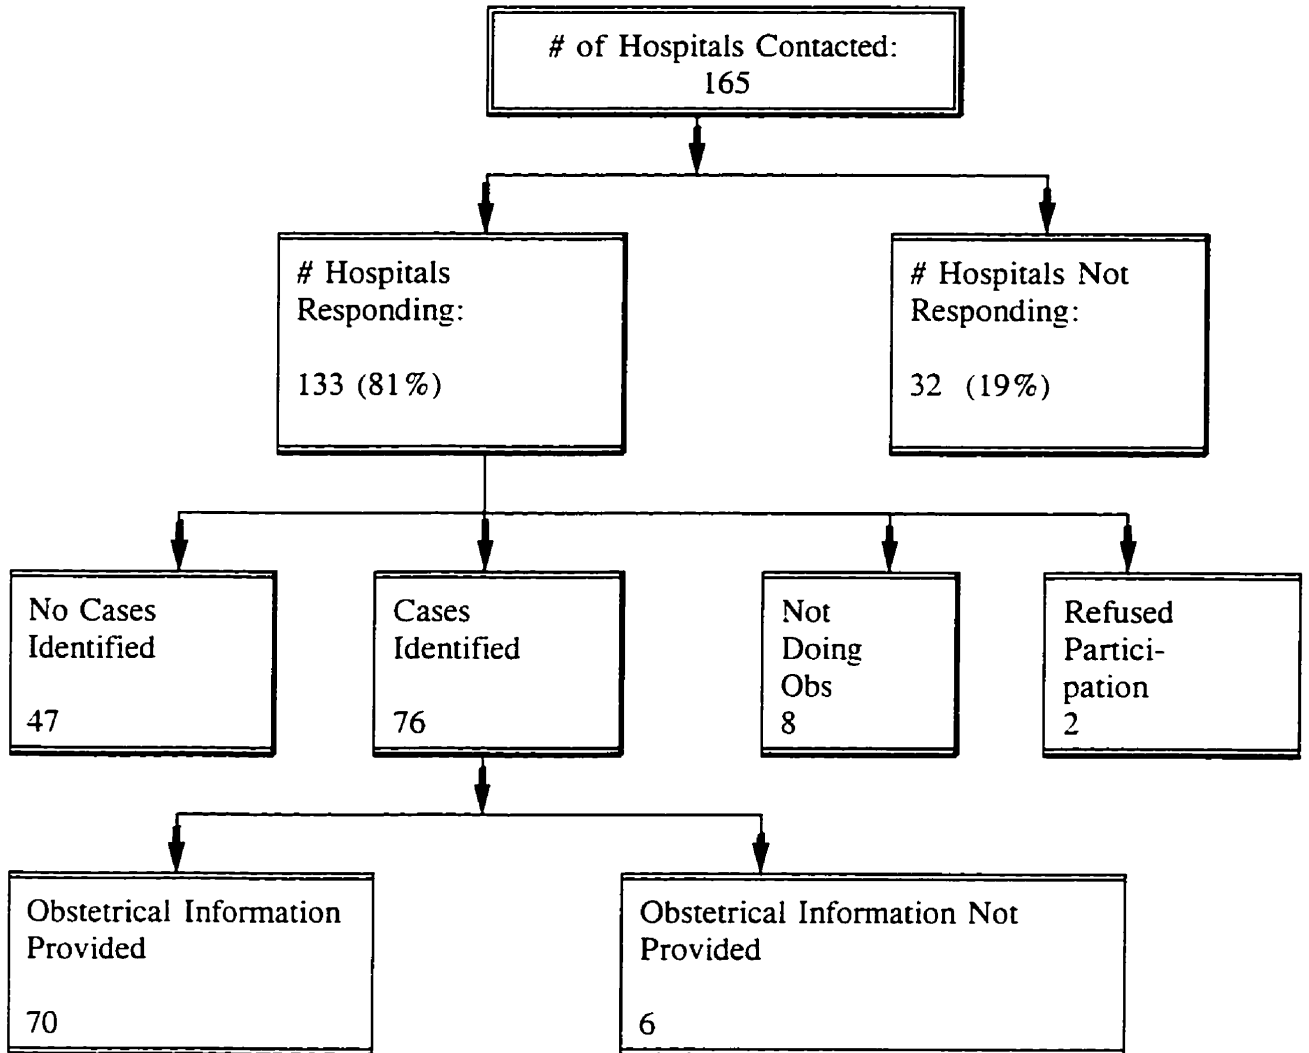 # of Hospitals Contacted:
165
# Hospitals
Responding:
133 (81%)
# Hospitals Not
Responding:
32 (19%)
No Cases
Identified
47
Cases
Identified
76
Not
Doing
Obs
8
Refused
Partici-
pation
2
Obstetrical Information
Provided
70
Obstetrical Information Not
Provided
6